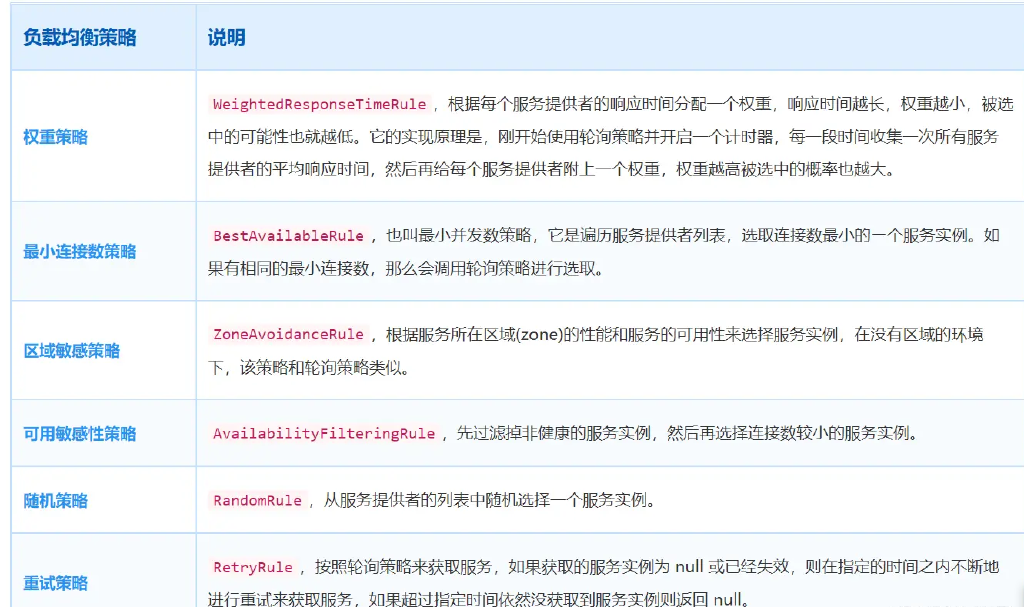 负载均衡策略 说明
权重策略
WeightedResponseTimeRule ，根据每个服务提供者的响应时间分配一个权重，响应时间越长，权重越小，被选
中的可能性也就越低。它的实现原理是，刚开始使用轮询策略并开启一个计时器，每一段时间收集一次所有服务
提供者的平均响应时间，然后再给每个服务提供者附上一个权重，权重越高被选中的概率也越大。
最小连接数策略
BestAvailableRule ，也叫最小并发数策略，它是遍历服务提供者列表，选取连接数最小的一个服务实例。如
果有相同的最小连接数，那么会调用轮询策略进行选取。
区域敏感策略
ZoneAvoidanceRule ，根据服务所在区域(zone)的性能和服务的可用性来选择服务实例，在没有区域的环境
下，该策略和轮询策略类似。
可用敏感性策略
AvailabilityFilteringRule ，先过滤掉非健康的服务实例，然后再选择连接数较小的服务实例。
随机策略
RandomRule ，从服务提供者的列表中随机选择一个服务实例。
重试策略
RetryRule ，按照轮询策略来获取服务，如果获取的服务实例为 null 或已经失效，则在指定的时间之内不断地
进行重试来获取服务，如果超过指定时间依然没获取到服务实例则返回 null。